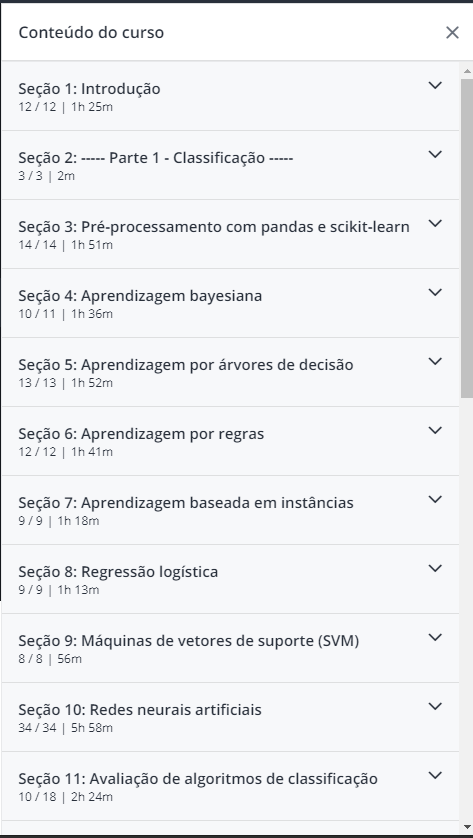 Conteúdo do curso
Seção 1: Introdução
12 / 12 | 1h 25m
Seção 2: ----- Parte 1 - Classificação -----
3 / 3 | 2m
Seção 3: Pré-processamento com pandas e scikit-learn
14 / 14 | 1h 51m
Seção 4: Aprendizagem bayesiana
10 / 11 | 1h 36m
Seção 5: Aprendizagem por árvores de decisão
13 / 13 | 1h 52m
Seção 6: Aprendizagem por regras
12 / 12 | 1h 41m
Seção 7: Aprendizagem baseada em instâncias
9 / 9 | 1h 18m
Seção 8: Regressão logística
9 / 9 | 1h 13m
Seção 9: Máquinas de vetores de suporte (SVM)
8 / 8 | 56m
Seção 10: Redes neurais artificiais
34 / 34 | 5h 58m
Seção 11: Avaliação de algoritmos de classificação
10 / 18 | 2h 24m